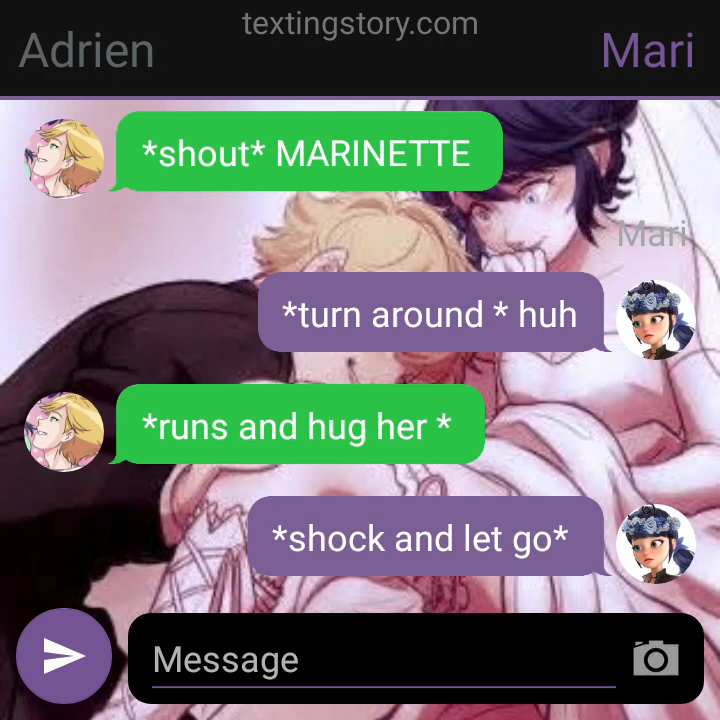 textingstory.com
Adrien
Mari
*shout* MARINETTE
Mari
*turn around * huh
*runs and hug her *
*shock and let go*
Message